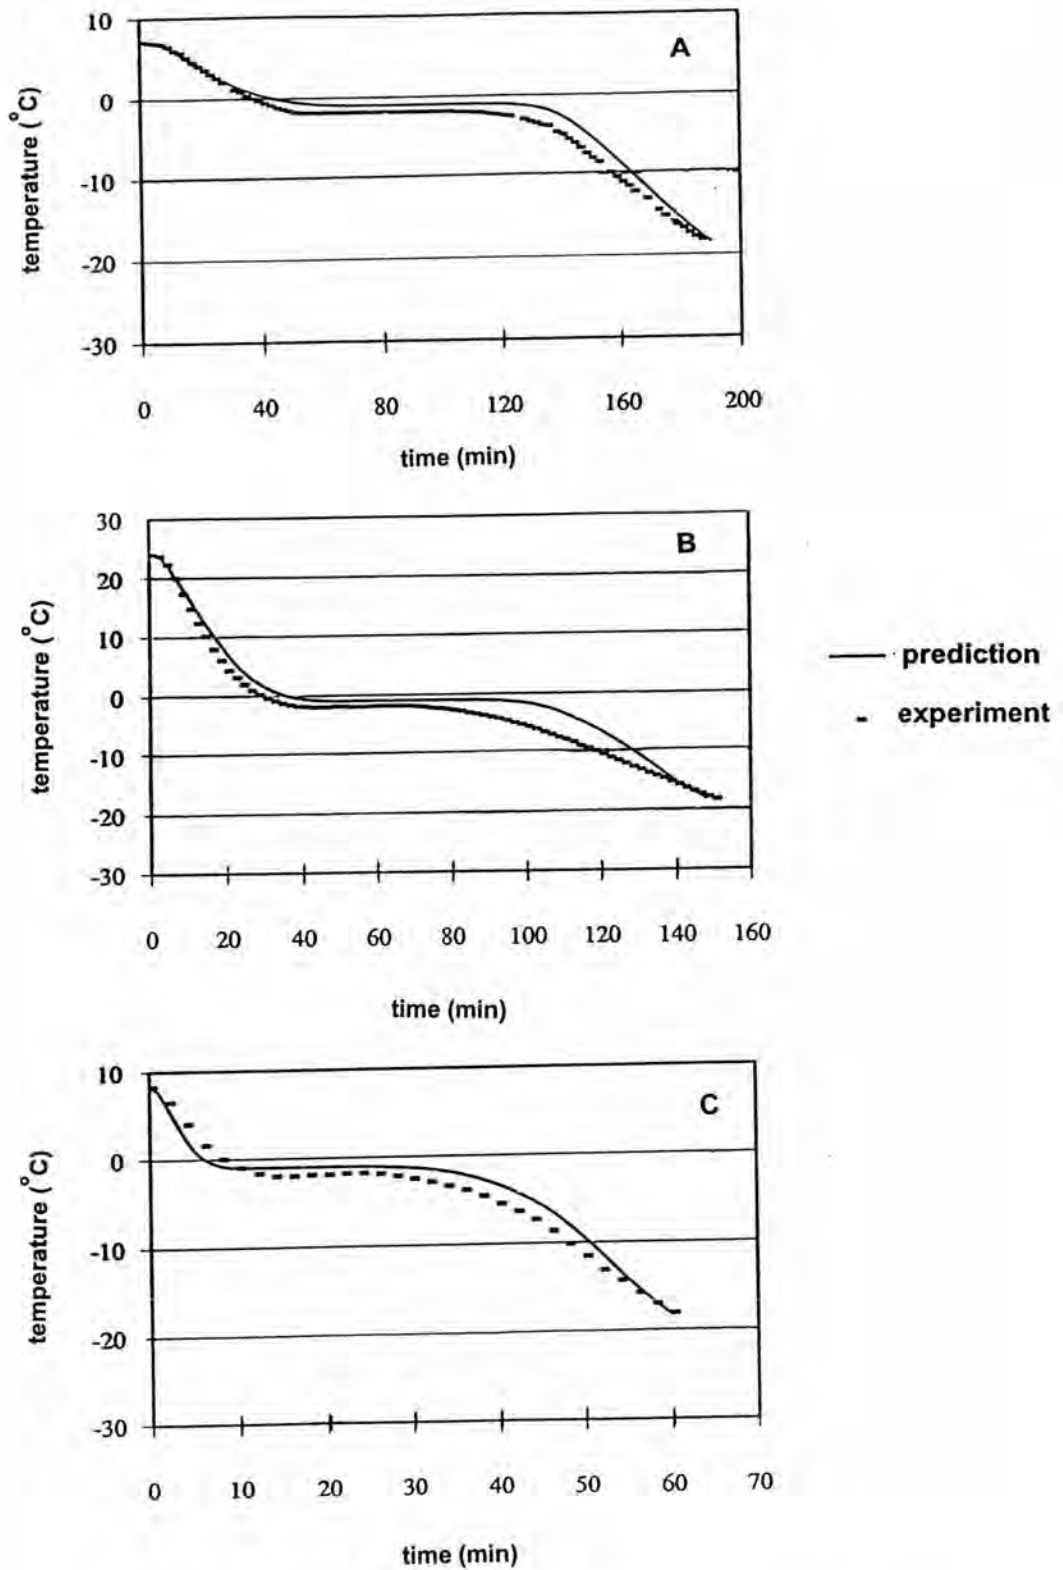 10
A
0
-10
-20
-30
temperature (°C)
0 40 80 120 160 200
time (min)
30
B
20
10
0
-10
-20
-30
temperature (°C)
0 20 40 60 80 100 120 140 160
time (min)
prediction
experiment
10
C
0
-10
-20
-30
temperature (°C)
0 10 20 30 40 50 60 70
time (min)